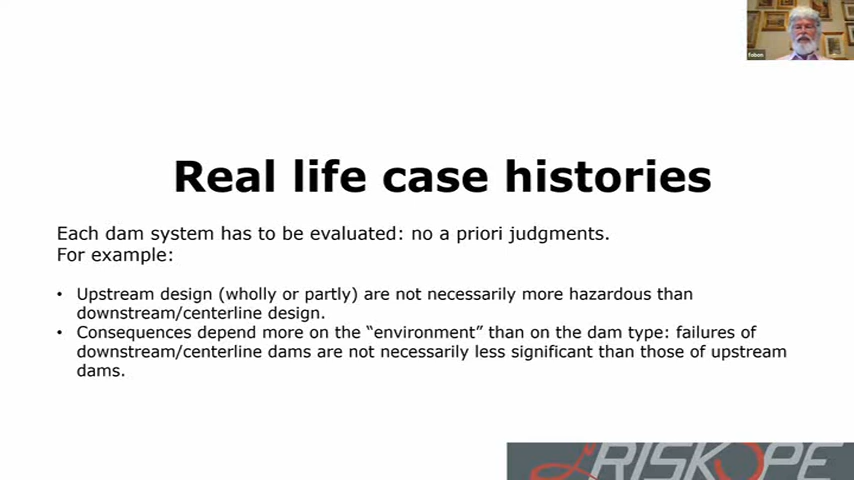 Real life case histories
Each dam system has to be evaluated: no a priori judgments.
For example:
• Upstream design (wholly or partly) are not necessarily more hazardous than
downstream/centerline design.
• Consequences depend more on the “environment” than on the dam type: failures of
downstream/centerline dams are not necessarily less significant than those of upstream
dams.
RISKOPE